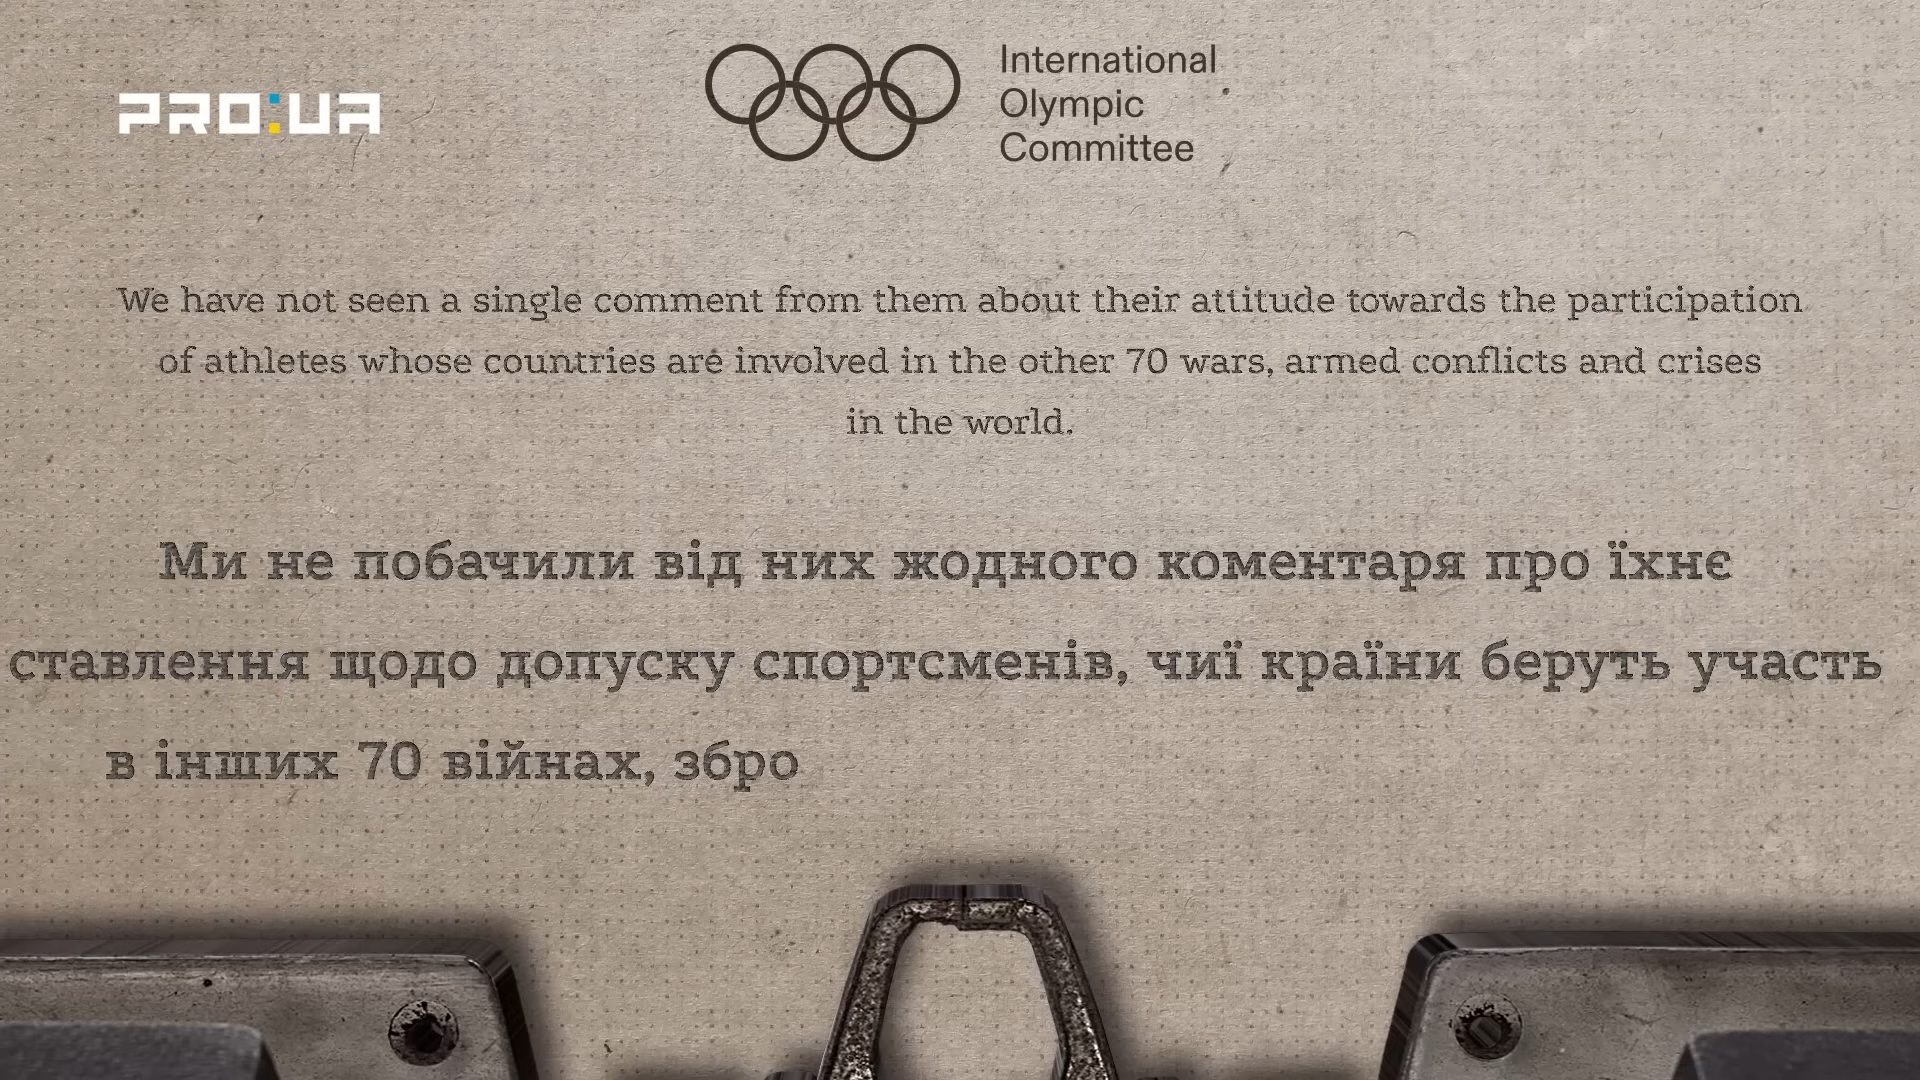 PRO:UA
International
Olympic
Committee
We have not seen a single comment from them about their attitude towards the participation
of athletes whose countries are involved in the other 70 wars, armed conflicts and crises
in the world.
Ми не побачили від них жодного коментаря про їхнє
ставлення щодо допуску спортсменів, чиї країни беруть участь
в інших 70 війнах, збро